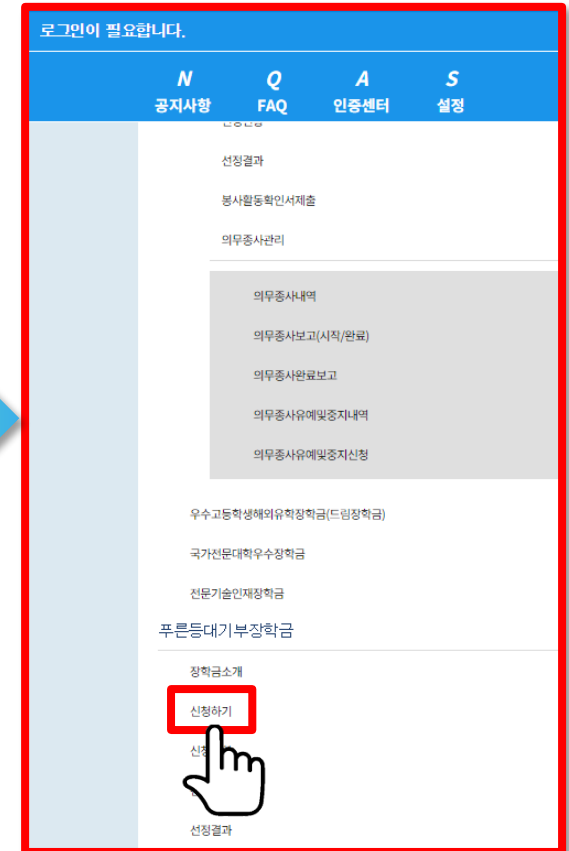 로그인이 필요합니다.
N Q A S
공지사항 FAQ 인증센터 설정
선정결과
봉사활동확인서제출
의무종사관리
의무종사내역
의무종사보고(시작/완료)
의무종사완료보고
의무종사유예및중지내역
의무종사유예및중지신청
우수고등학생해외유학장학금(드림장학금)
국가전문대학우수장학금
전문기술인재장학금
푸른등대기부장학금
장학금소개
신청하기
선정결과